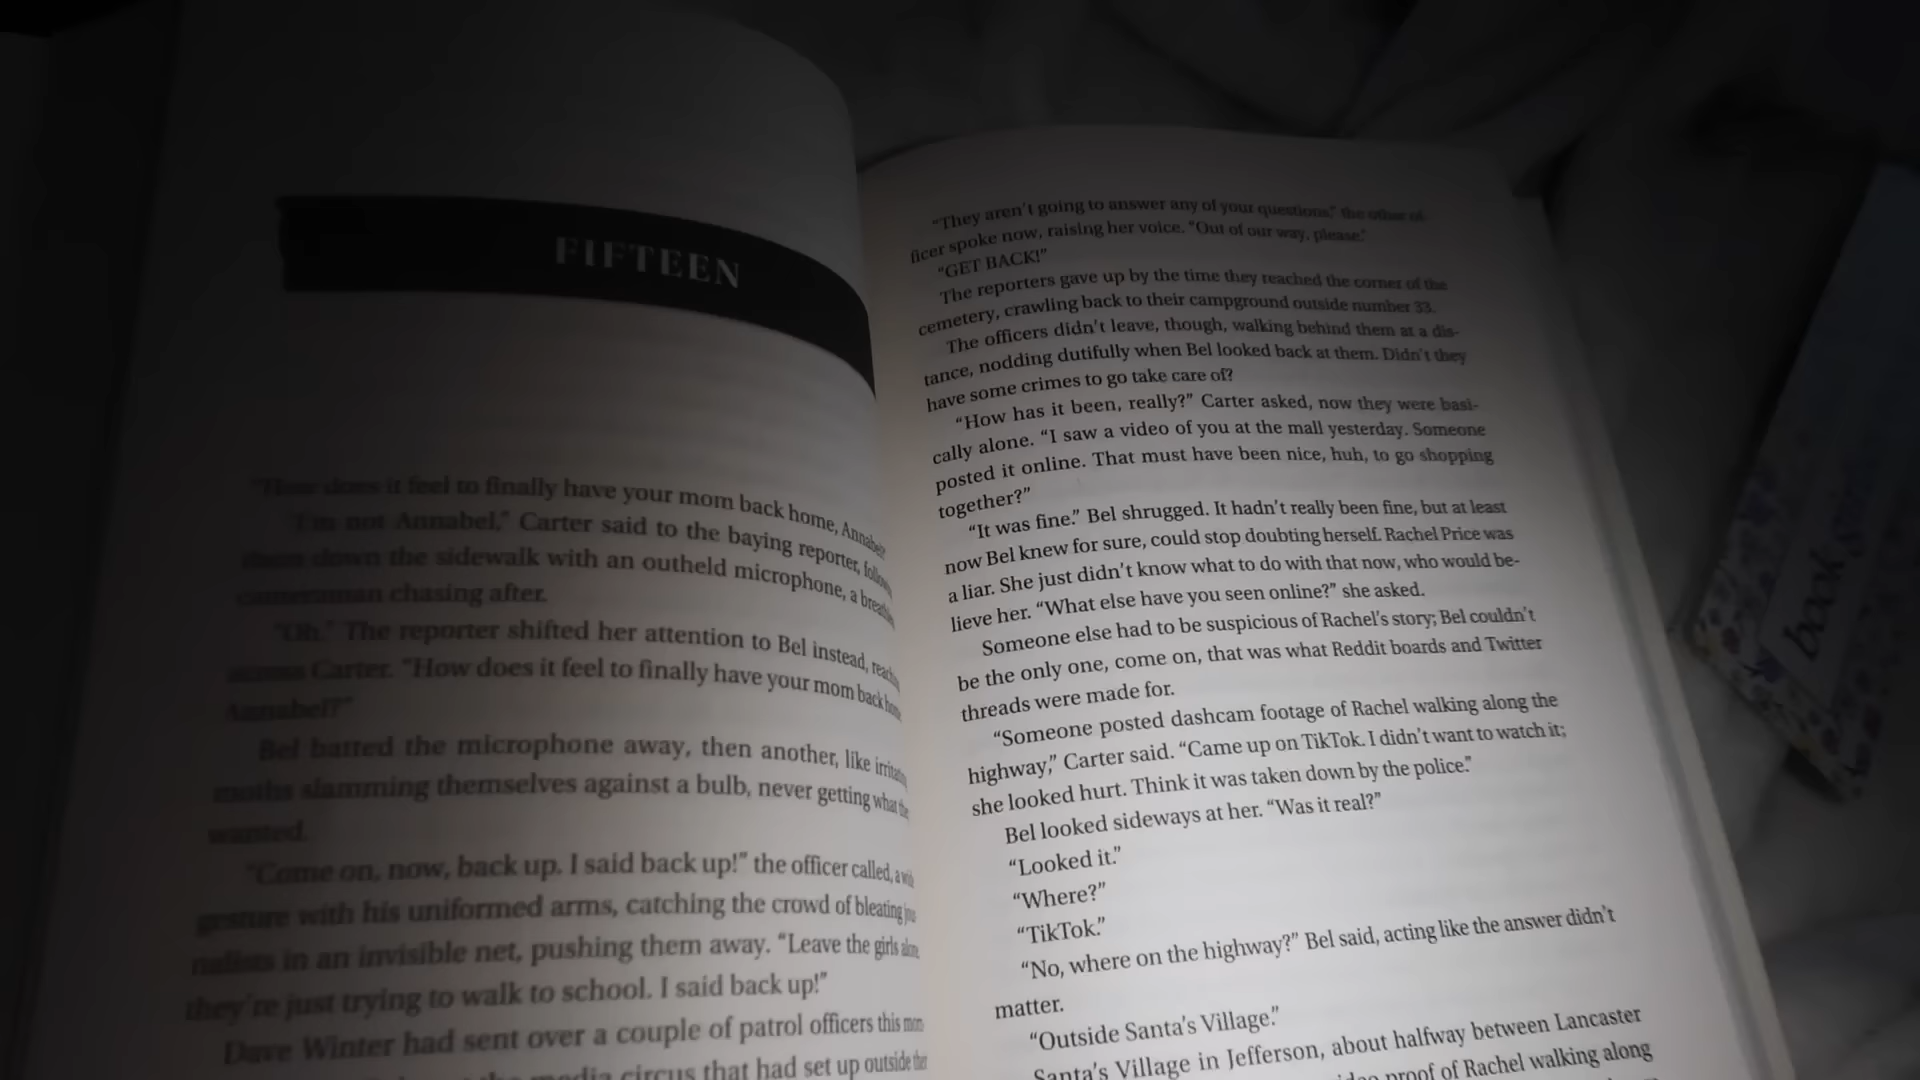 FIFTEEN
"How does it feel to finally have your mom back home, Annabel?
"I'm not Annabel," Carter said to the baying reporter,
down the sidewalk with an outheld microphone, a
cameraman chasing after.
"Oh." The reporter shifted her attention to Bel instead,
across Carter. "How does it feel to finally have your mom back home,
Annabel?"
Bel batted the microphone away, then another, like
moths slamming themselves against a bulb, never getting what
wanted.
"Come on, now, back up. I said back up!" the officer called,
gesture with his uniformed arms, catching the crowd of bleating
nalists in an invisible net, pushing them away. "Leave the girls
they're just trying to walk to school. I said back up!"
Dave Winter had sent over a couple of patrol officers this
media circus that had set up outside
"They aren't going to answer any of your questions," the other of-
ficer spoke now, raising her voice. "Out of our way, please."
"GET BACK!"
The reporters gave up by the time they reached the corner of the
cemetery, crawling back to their campground outside number 33.
The officers didn't leave, though, walking behind them at a dis-
tance, nodding dutifully when Bel looked back at them. Didn't they
have some crimes to go take care of?
"How has it been, really?" Carter asked, now they were basi-
cally alone. "I saw a video of you at the mall yesterday. Someone
posted it online. That must have been nice, huh, to go shopping
together?"
"It was fine." Bel shrugged. It hadn't really been fine, but at least
now Bel knew for sure, could stop doubting herself. Rachel Price was
a liar. She just didn't know what to do with that now, who would be-
lieve her. "What else have you seen online?" she asked.
Someone else had to be suspicious of Rachel's story; Bel couldn't
be the only one, come on, that was what Reddit boards and Twitter
threads were made for.
"Someone posted dashcam footage of Rachel walking along the
highway," Carter said. "Came up on TikTok. I didn't want to watch it;
she looked hurt. Think it was taken down by the police."
Bel looked sideways at her. "Was it real?"
"Looked it."
"Where?"
"TikTok."
"No, where on the highway?" Bel said, acting like the answer didn't
matter.
"Outside Santa's Village."
Santa's Village in Jefferson, about halfway between Lancaster
proof of Rachel walking along
book